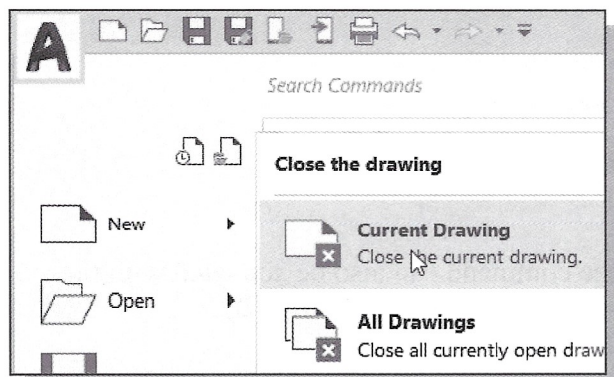 A
Search Commands
Close the drawing
New
Current Drawing
Close the current drawing.
Open
All Drawings
Close all currently open draw